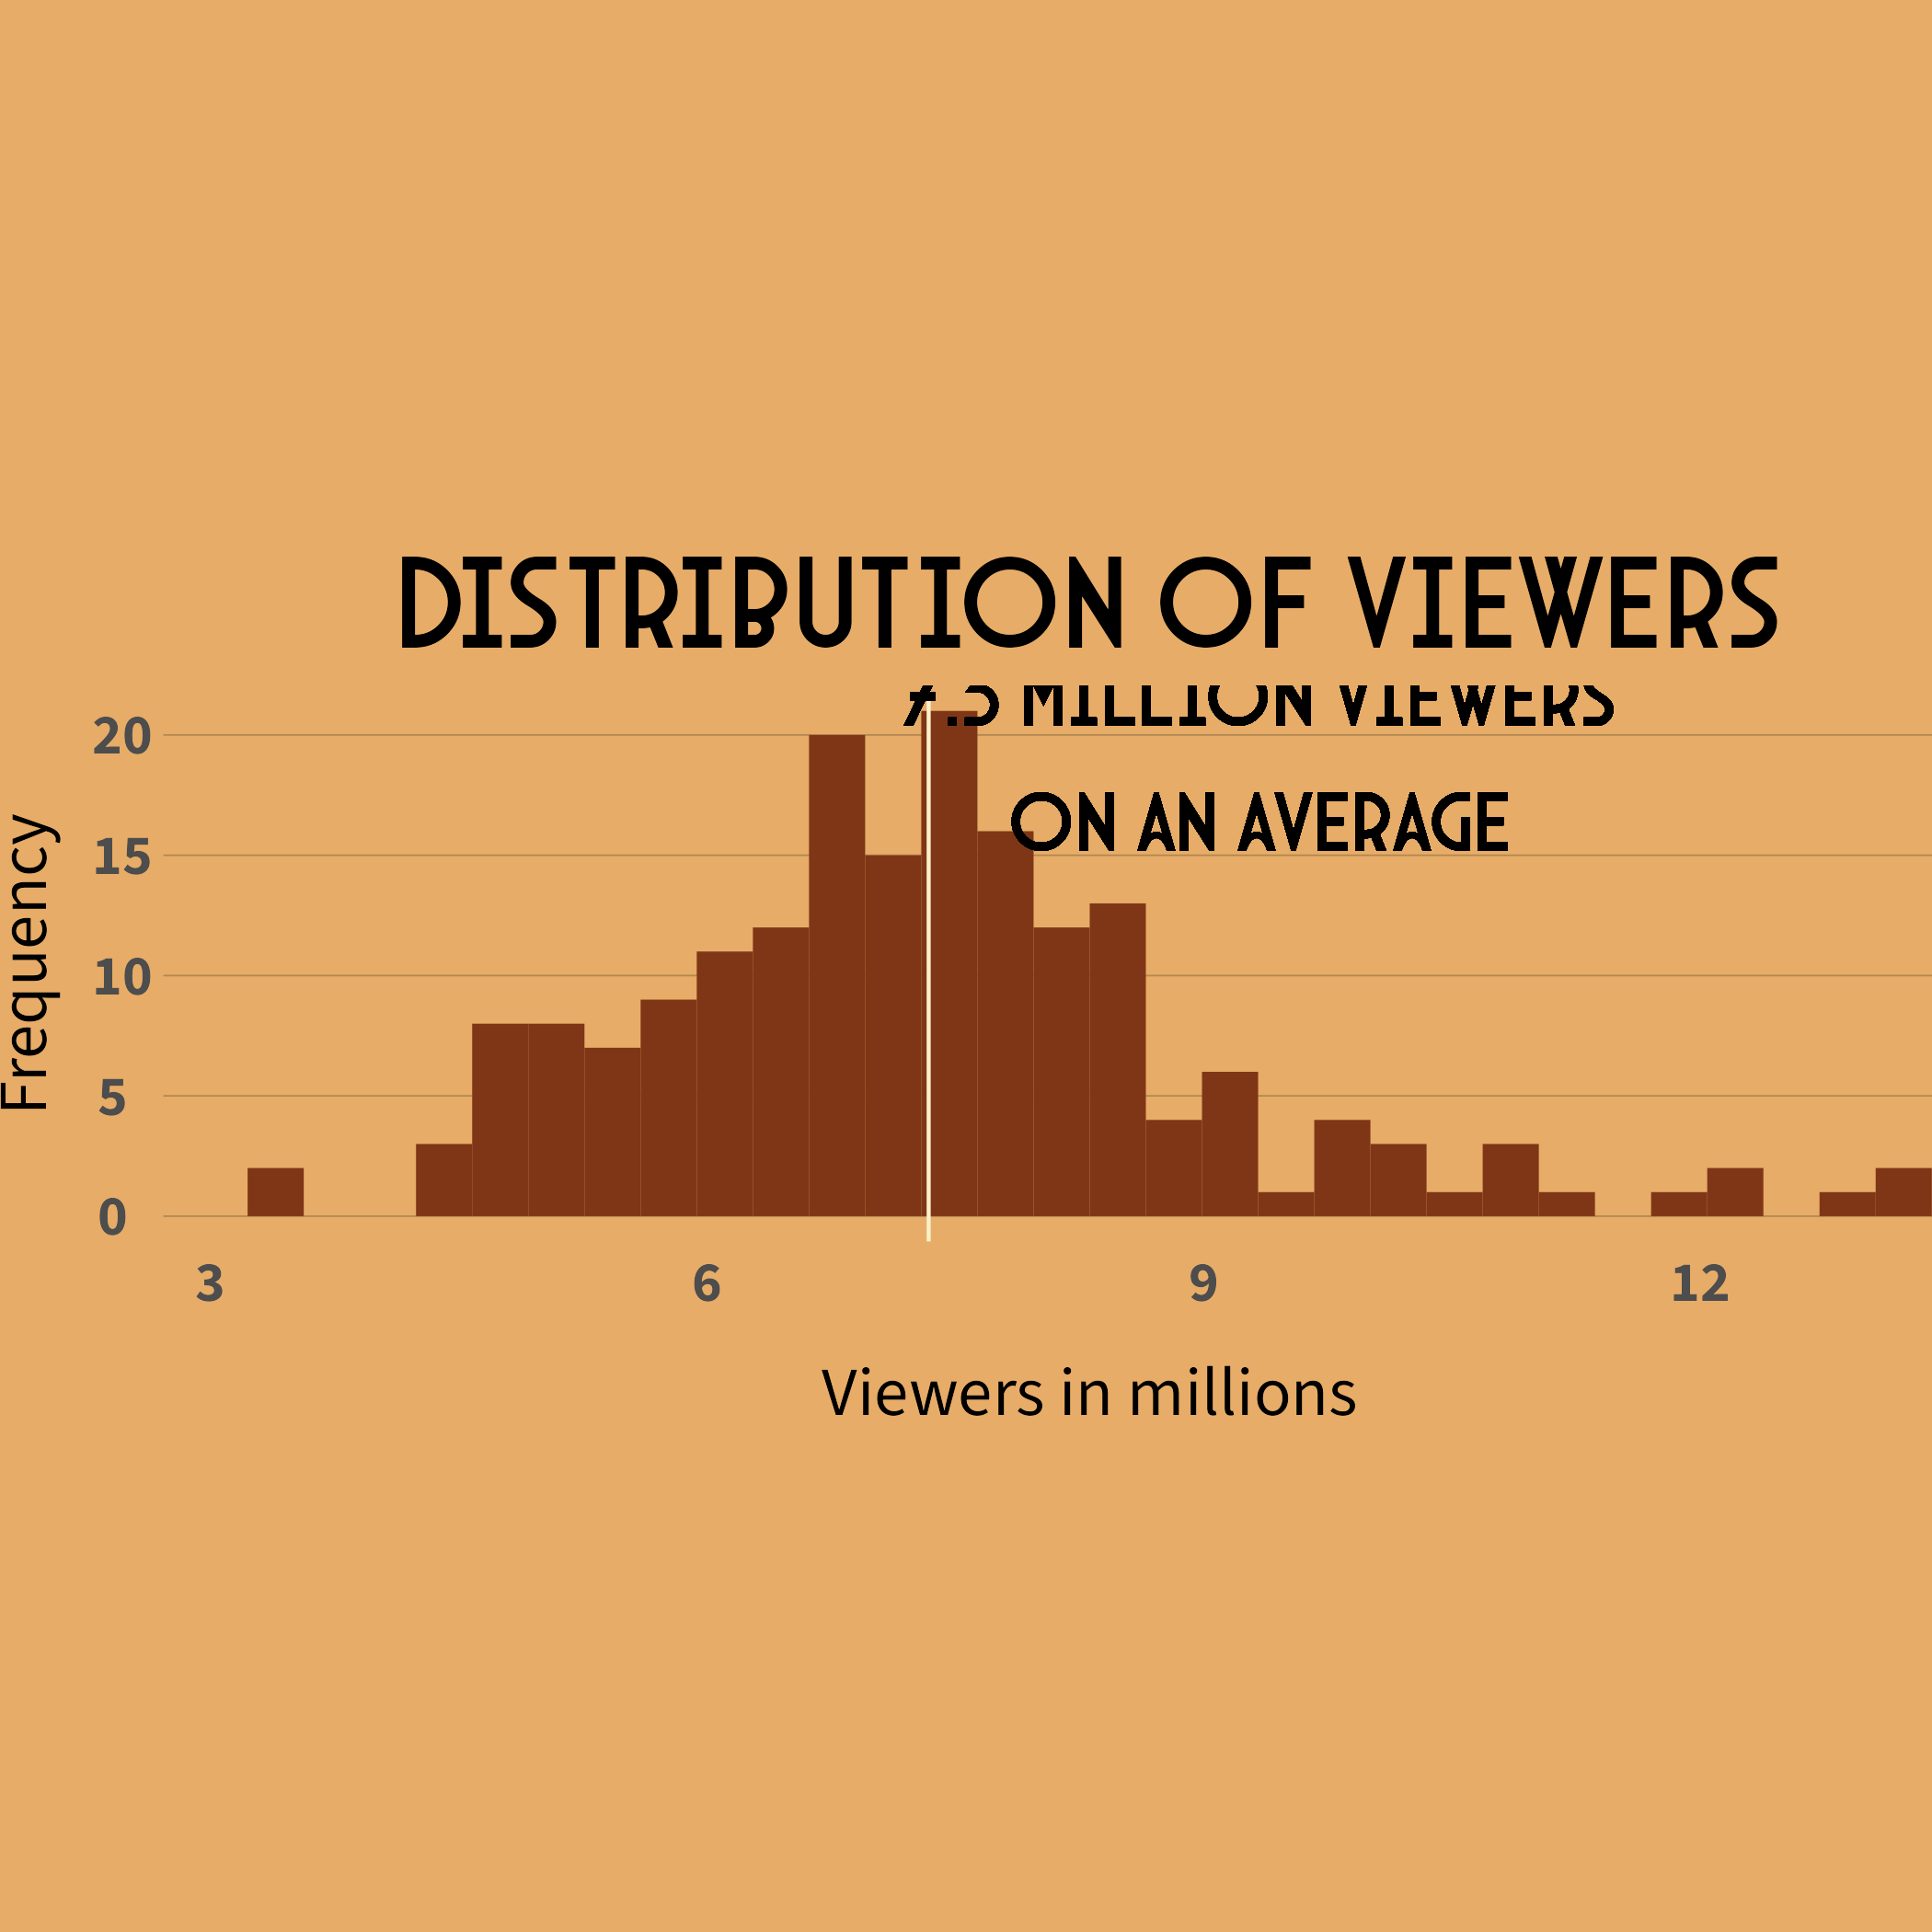 DISTRIBUTION OF VIEWERS
MILLION VIEWERS
ON AN AVERAGE
20
15
10
5
0
Frequency
3 6 9 12
Viewers in millions